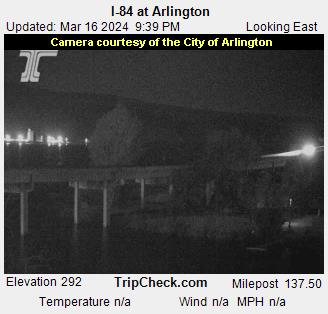 I-84 at Arlington
Updated: Mar 16 2024 9:39 PM Looking East
Camera courtesy of the City of Arlington
Elevation 292 TripCheck.com Milepost 137.50
Temperature n/a Wind n/a MPH n/a